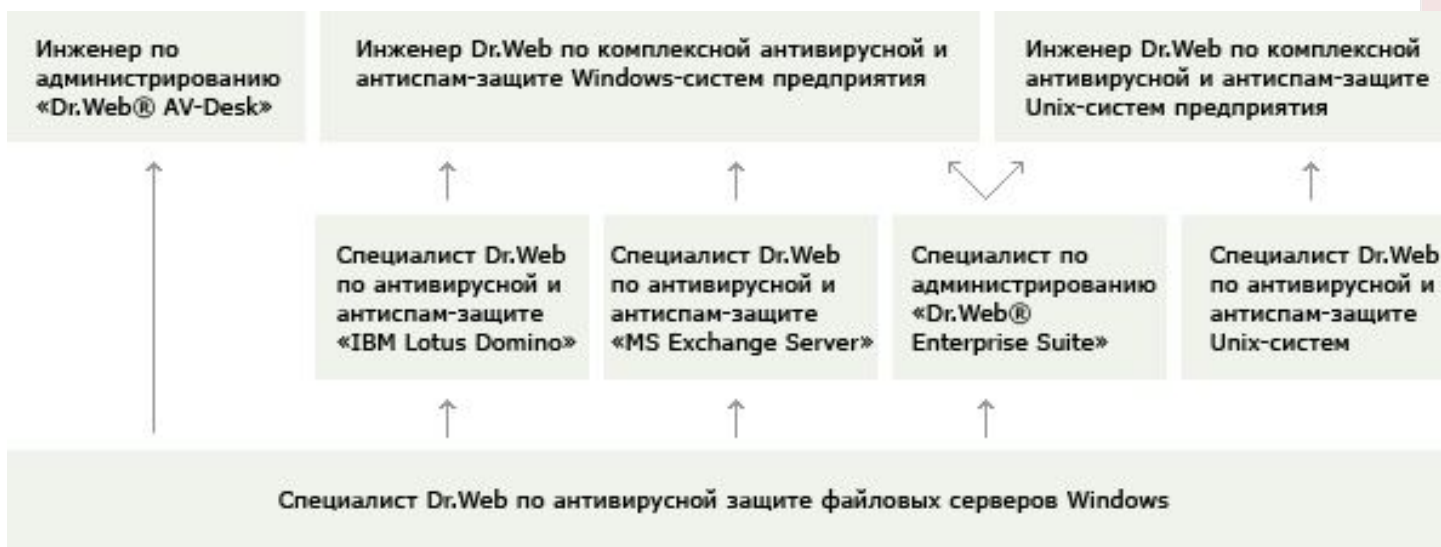 Инженер по
администрированию
«Dr.Web® AV-Desk»
Инженер Dr.Web по комплексной антивирусной и
антиспам-защите Windows-систем предприятия
Инженер Dr.Web по комплексной
антивирусной и антиспам-защите
Unix-систем предприятия
Специалист Dr.Web
по антивирусной и
антиспам-защите
«IBM Lotus Domino»
Специалист Dr.Web
по антивирусной и
антиспам-защите
«MS Exchange Server»
Специалист по
администрированию
«Dr.Web®
Enterprise Suite»
Специалист Dr.Web
по антивирусной и
антиспам-защите
Unix-систем
Специалист Dr.Web по антивирусной защите файловых серверов Windows